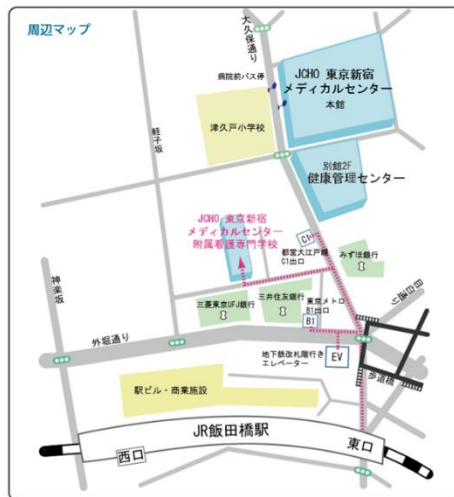 周辺マップ
大久保通り
病院前バス停
JCHO 東京新宿
メディカルセンター
本館
津久戸小学校
軽子坂
別館2F
健康管理センター
JCHO 東京新宿
メディカルセンター
附属看護専門学校
C1
都営大江戸線
C1出口
みずほ銀行
目白通り
神楽坂
三菱東京UFJ銀行
三井住友銀行
東京メトロ
B1出口
B1
外堀通り
地下鉄改札階行き
エレベーター
EV
歩道橋
駅ビル・商業施設
JR飯田橋駅
西口
東口